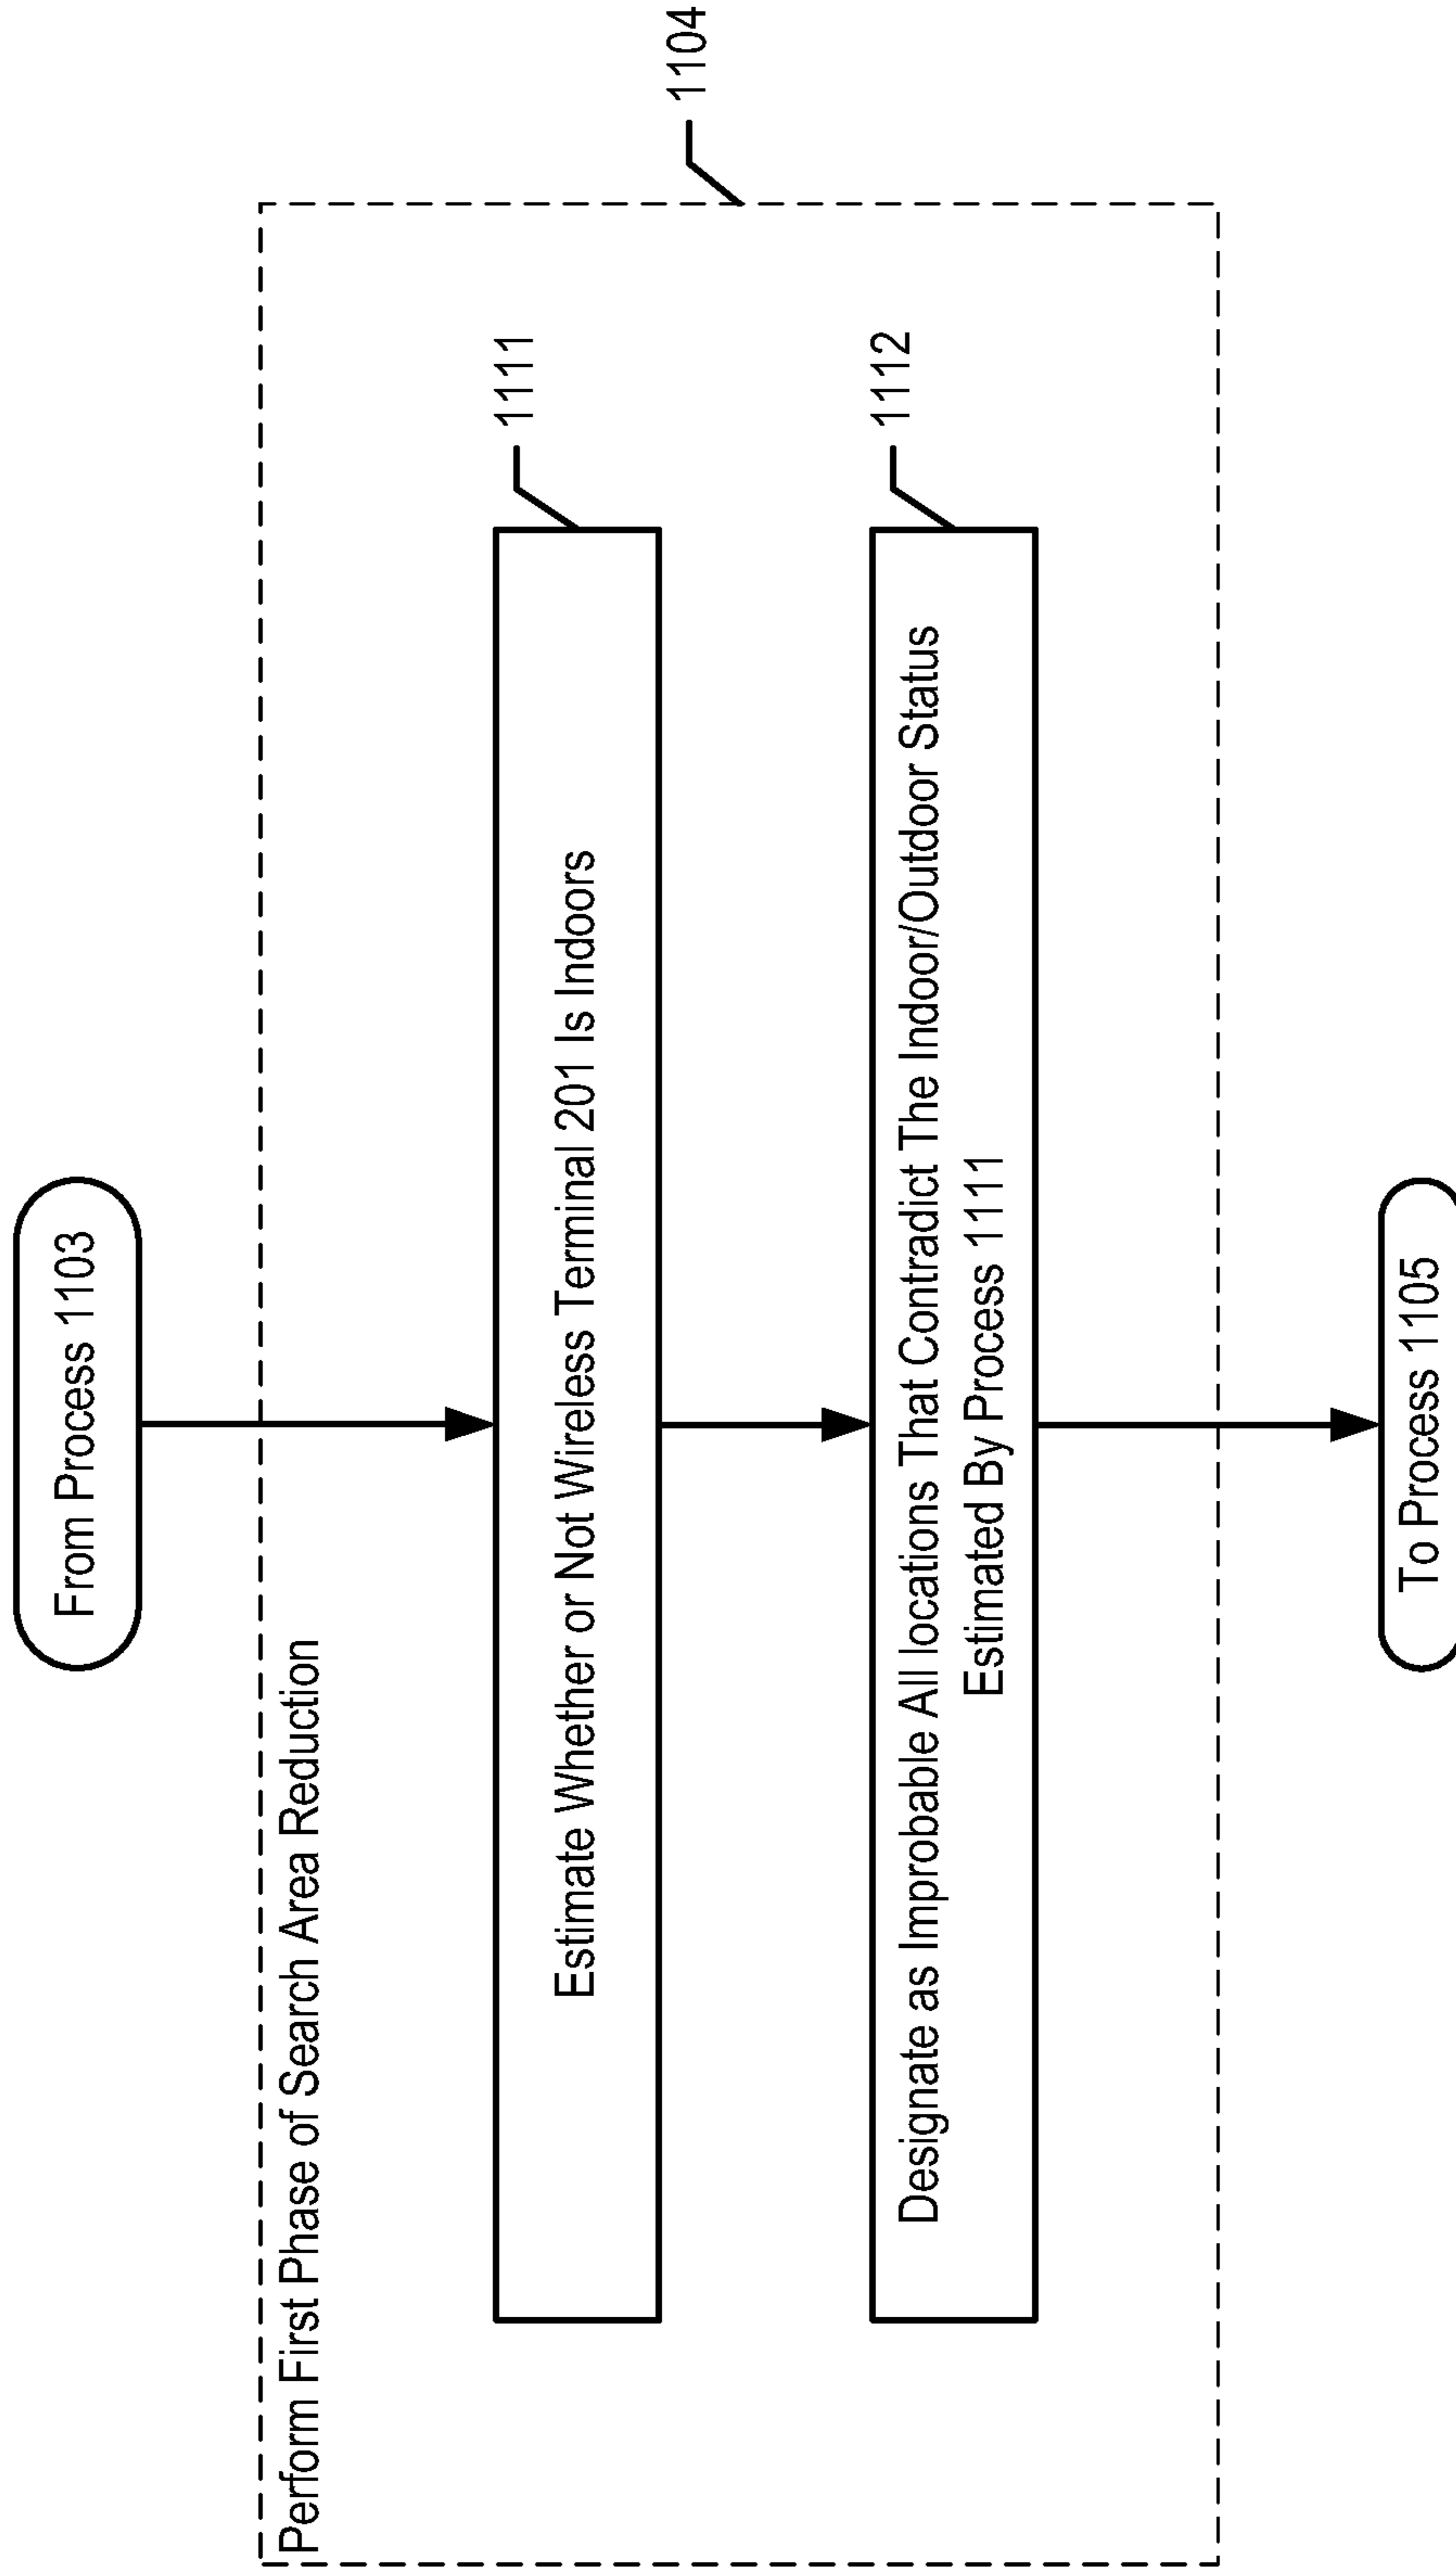 From Process 1103
Perform First Phase of Search Area Reduction
1104
1111
Estimate Whether or Not Wireless Terminal 201 Is Indoors
1112
Designate as Improbable All locations That Contradict The Indoor/Outdoor Status
Estimated By Process 1111
To Process 1105